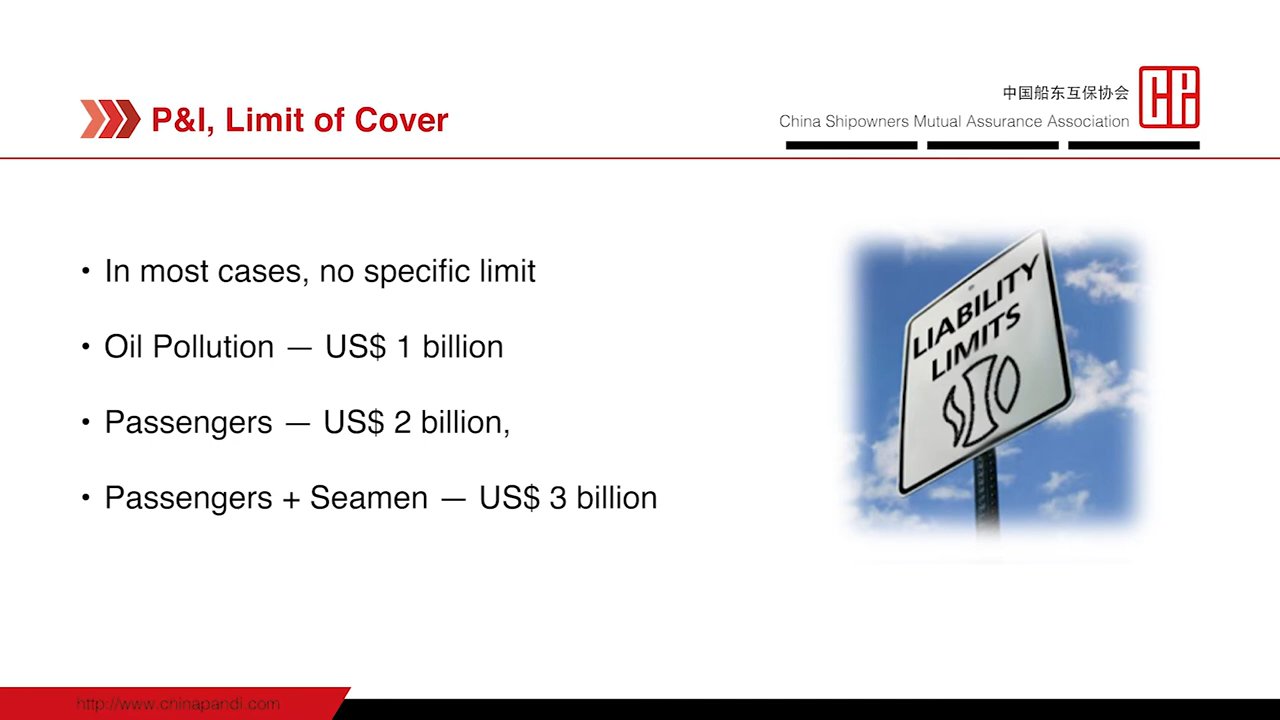 P&I, Limit of Cover
中国船东互保协会
China Shipowners Mutual Assurance Association
CPI
• In most cases, no specific limit
• Oil Pollution — US$ 1 billion
• Passengers — US$ 2 billion,
• Passengers + Seamen — US$ 3 billion
LIABILITY
LIMITS
http://www.chinapandi.com